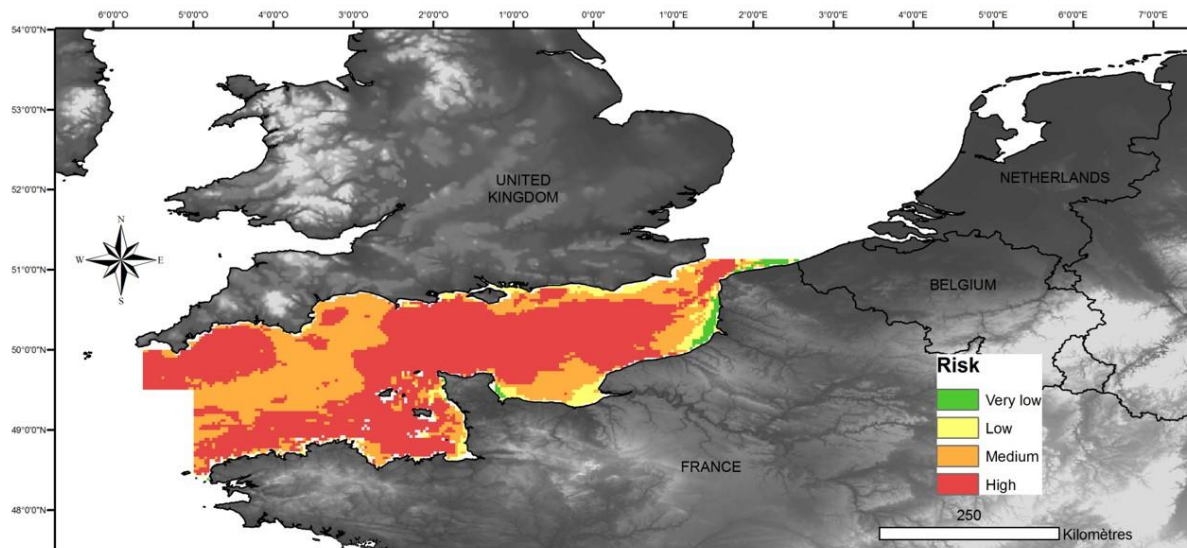 6°0'0"O 5°0'0"O 4°0'0"O 3°0'0"O 2°0'0"O 1°0'0"O 0°0'0" 1°0'0"E 2°0'0"E 3°0'0"E 4°0'0"E 5°0'0"E 6°0'0"E 7°0'0"E
54°0'0"N
53°0'0"N
52°0'0"N
51°0'0"N
50°0'0"N
49°0'0"N
48°0'0"N
N
W
E
S
UNITED
KINGDOM
NETHERLANDS
BELGIUM
FRANCE
Risk
Very low
Low
Medium
High
250
Kilomètres